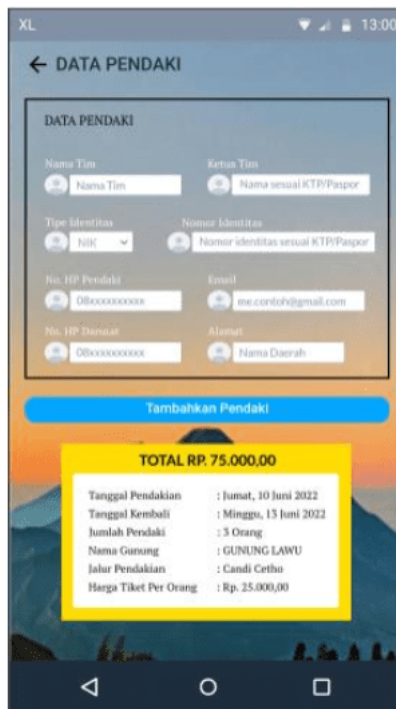 XL 13:00
DATA PENDAKI
DATA PENDAKI
Nama Tim Ketua Tim
Nama Tim Nama sesuai KTP/Paspor
Tipe Identitas Nomor Identitas
NIK Nomor identitas sesuai KTP/Paspor
No. HP Pendaki Email
08xxxxxxxxxx me.contoh@gmail.com
No. HP Darurat Alamat
08xxxxxxxxxx Nama Daerah
Tambahkan Pendaki
TOTAL RP. 75.000,00
Tanggal Pendakian : Jumat, 10 Juni 2022
Tanggal Kembali : Minggu, 13 Juni 2022
Jumlah Pendaki : 3 Orang
Nama Gunung : GUNUNG LAWU
Jalur Pendakian : Candi Cetho
Harga Tiket Per Orang : Rp. 25.000,00